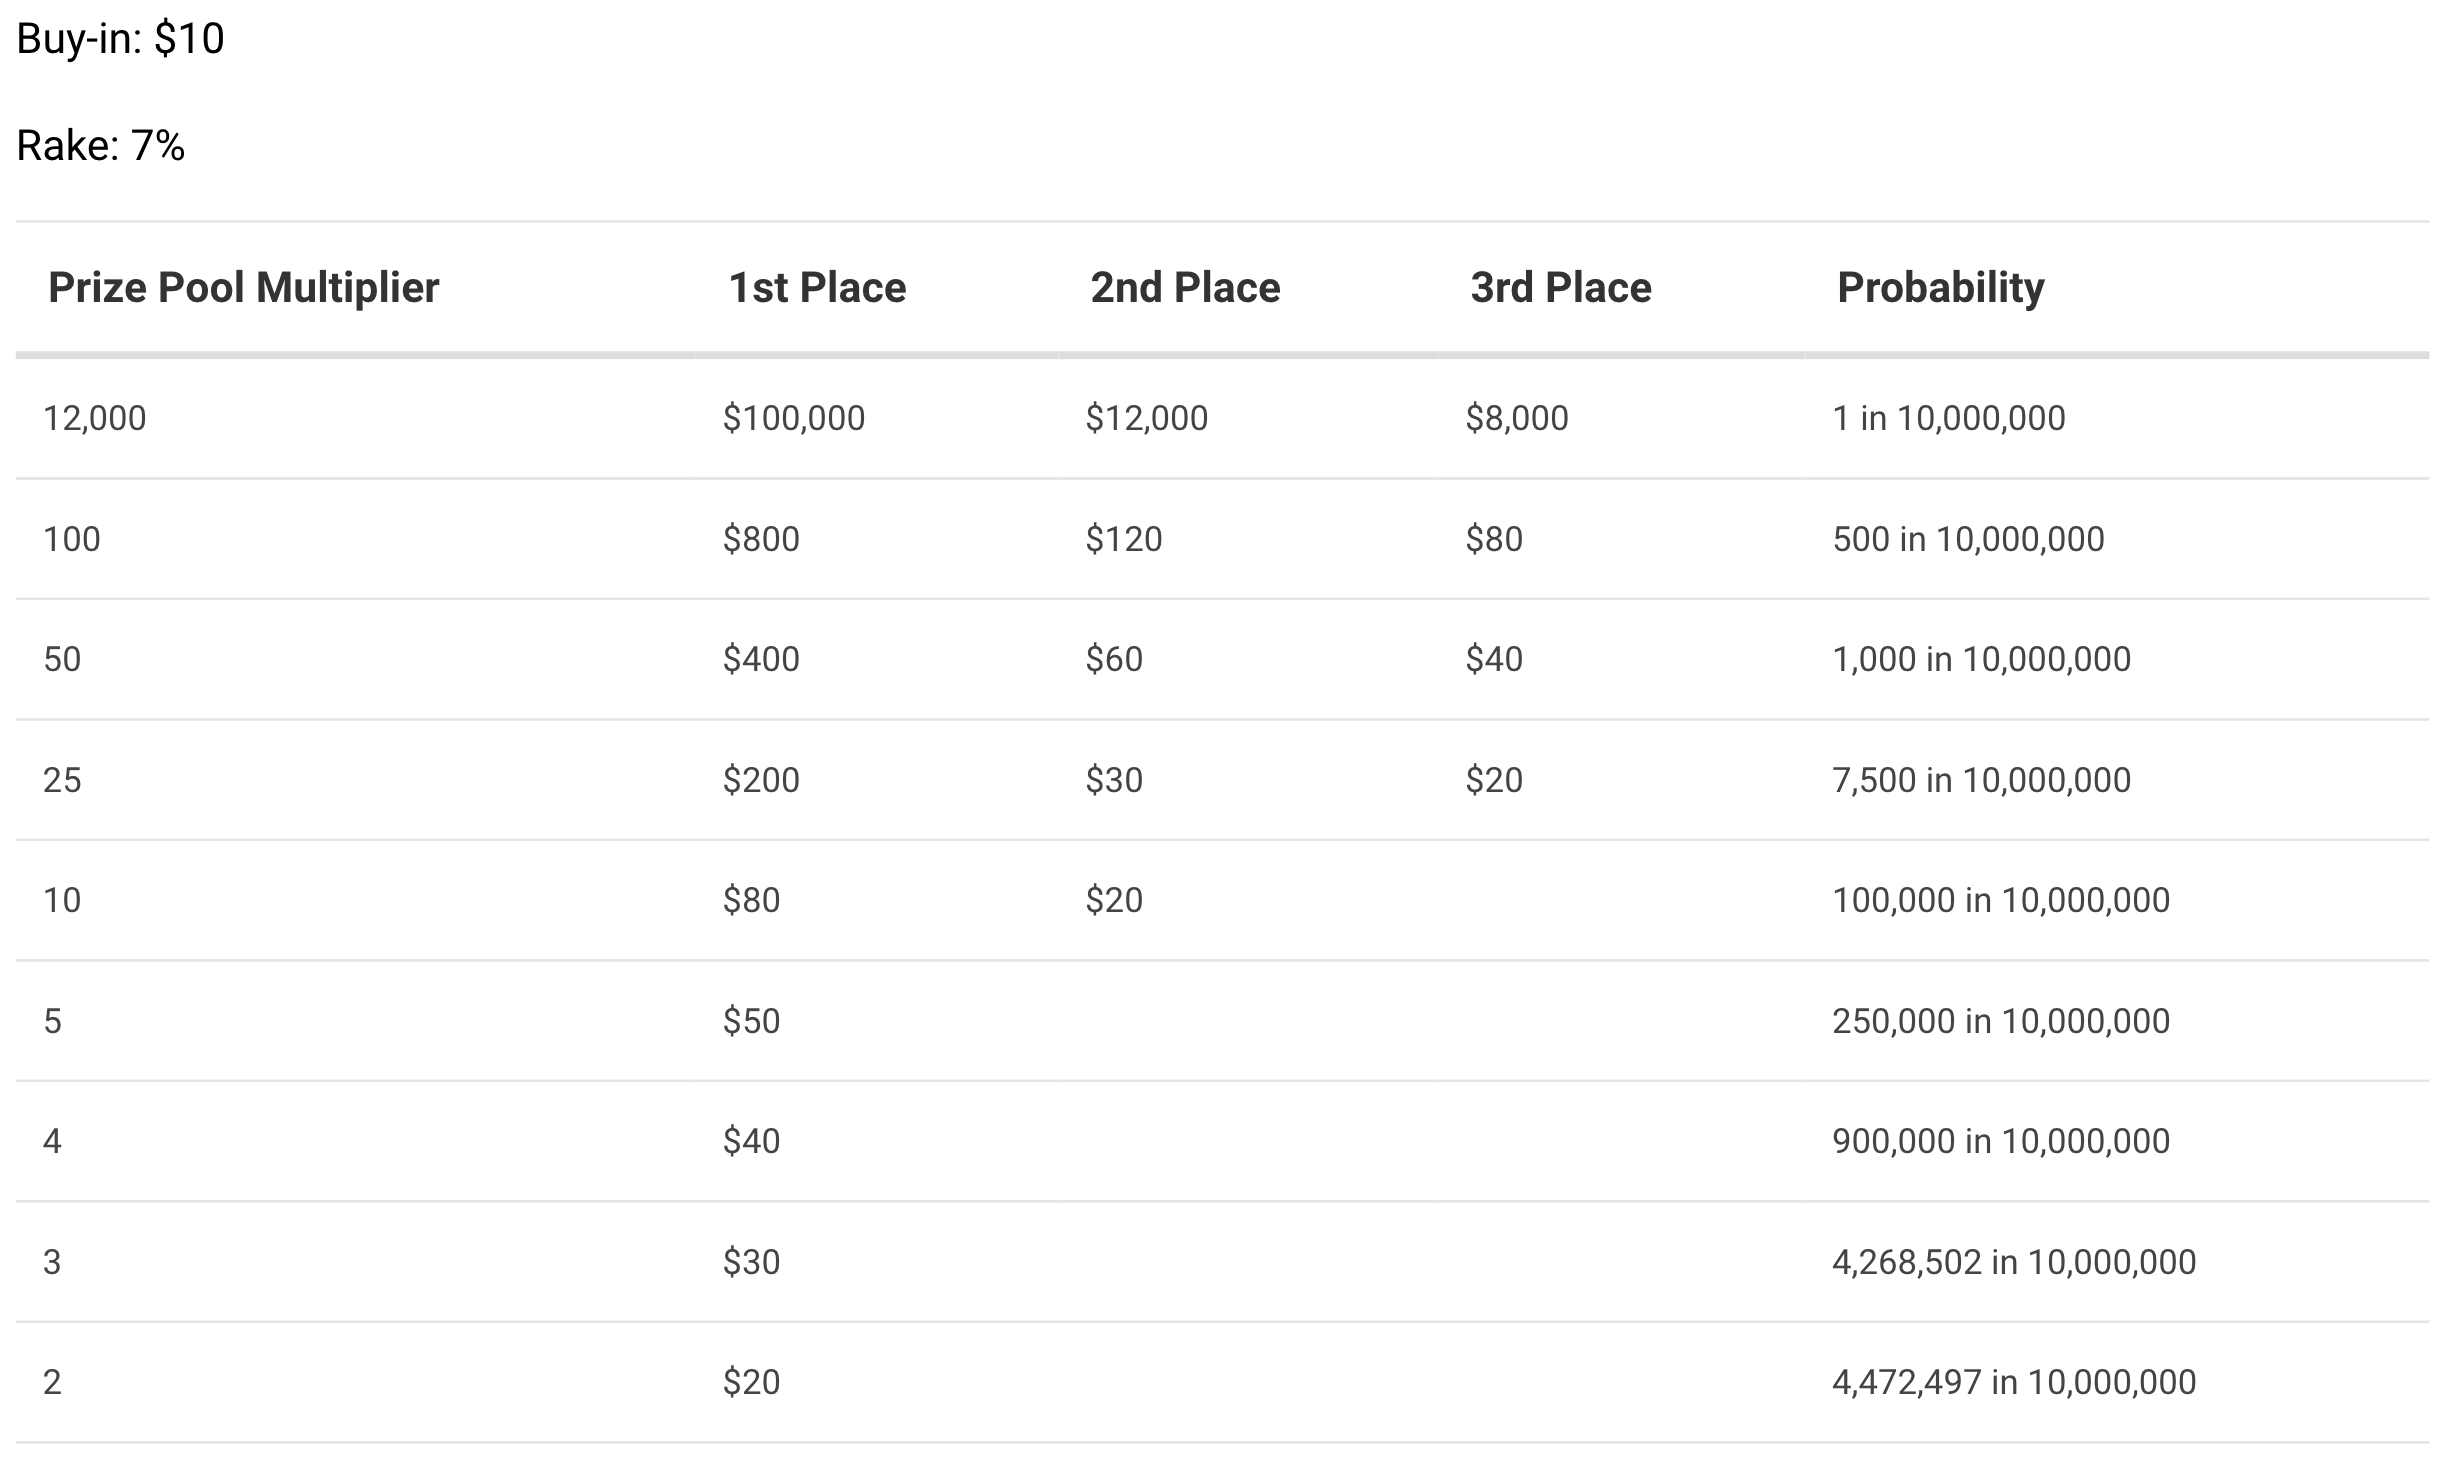 Buy-in: $10
Rake: 7%
Prize Pool Multiplier 1st Place 2nd Place 3rd Place Probability
12,000 $100,000 $12,000 $8,000 1 in 10,000,000
100 $800 $120 $80 500 in 10,000,000
50 $400 $60 $40 1,000 in 10,000,000
25 $200 $30 $20 7,500 in 10,000,000
10 $80 $20 100,000 in 10,000,000
5 $50 250,000 in 10,000,000
4 $40 900,000 in 10,000,000
3 $30 4,268,502 in 10,000,000
2 $20 4,472,497 in 10,000,000